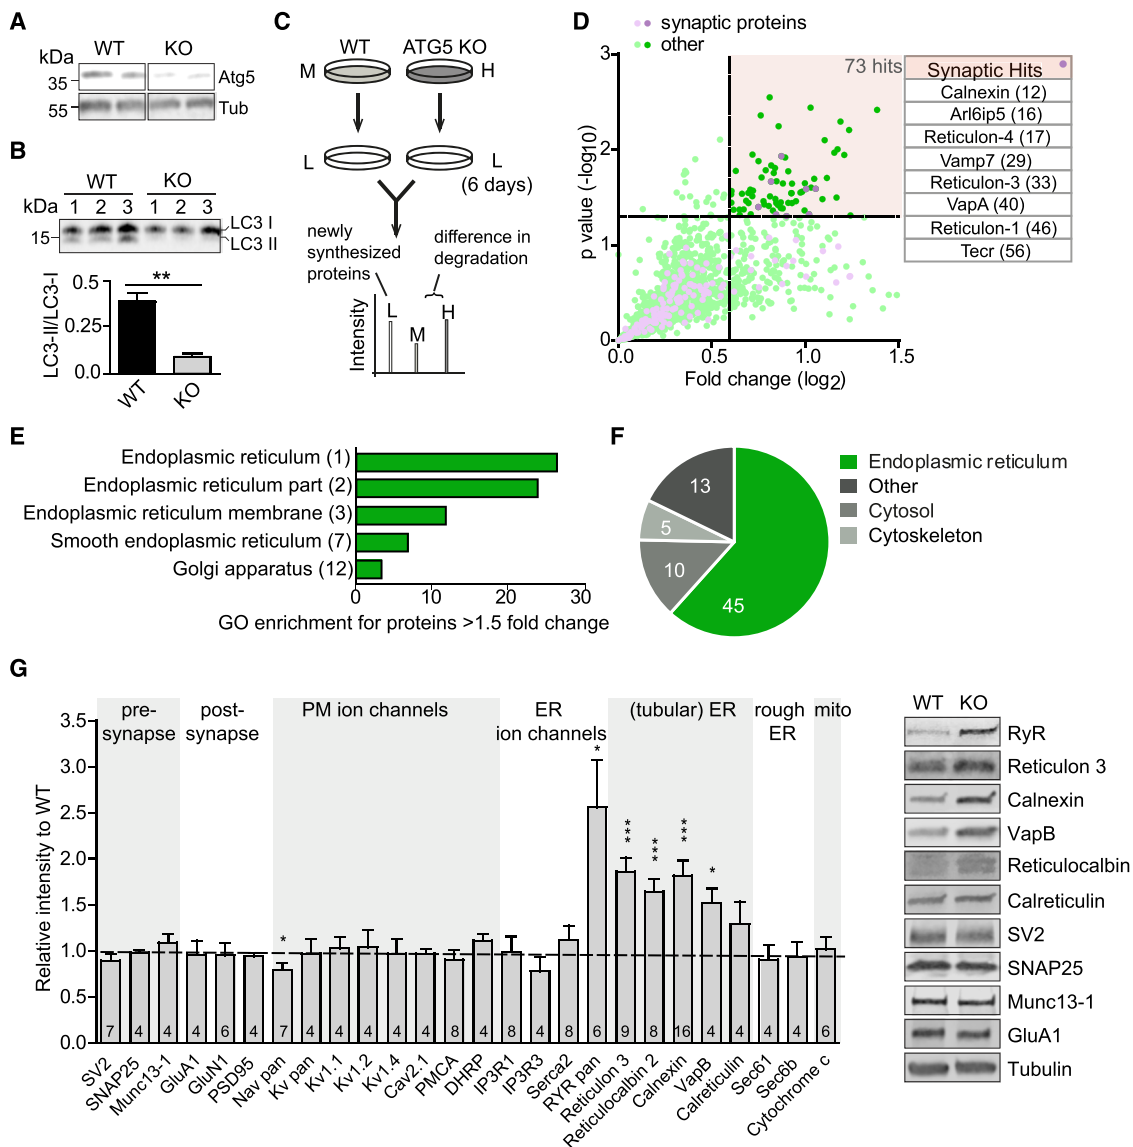 A
WT KO
kDa
35
Atg5
55
Tub
B
WT KO
kDa 1 2 3 1 2 3
LC3 I
15
LC3 II
LC3-II/LC3-I
0.5
0.25
0.0
**
WT
KO
C
WT ATG5 KO
M H
L L
(6 days)
newly
synthesized
proteins
difference in
degradation
Intensity
L
M
H
D
synaptic proteins
other
p value (-log10)
3
2
1
0
73 hits
0.0 0.5 1.0 1.5
Fold change (log2)
Synaptic Hits
Calnexin (12)
Arl6ip5 (16)
Reticulon-4 (17)
Vamp7 (29)
Reticulon-3 (33)
VapA (40)
Reticulon-1 (46)
Tecr (56)
E
Endoplasmic reticulum (1)
Endoplasmic reticulum part (2)
Endoplasmic reticulum membrane (3)
Smooth endoplasmic reticulum (7)
Golgi apparatus (12)
0 10 20 30
GO enrichment for proteins >1.5 fold change
F
13
5
10
45
Endoplasmic reticulum
Other
Cytosol
Cytoskeleton
G
Relative intensity to WT
3.5
3.0
2.5
2.0
1.5
1.0
0.5
0.0
pre-
synapse
post-
synapse
PM ion channels
ER
ion channels
(tubular) ER
rough
ER
mito
*
*
***
***
***
*
7 4 4 4 6 4 7 4 4 4 4 4 8 4 8 4 8 6 9 8 16 4 4 4 4 6
SV2
SNAP25
Munc13-1
GluA1
GluN1
PSD95
Nav pan
Kv pan
Kv1.1
Kv1.2
Kv1.4
Cav2.1
PMCA
DHRP
IP3R1
IP3R3
Serca2
RYR pan
Reticulon 3
Reticulocalbin 2
Calnexin
VapB
Calreticulin
Sec61
Sec6b
Cytochrome c
WT KO
RyR
Reticulon 3
Calnexin
VapB
Reticulocalbin
Calreticulin
SV2
SNAP25
Munc13-1
GluA1
Tubulin